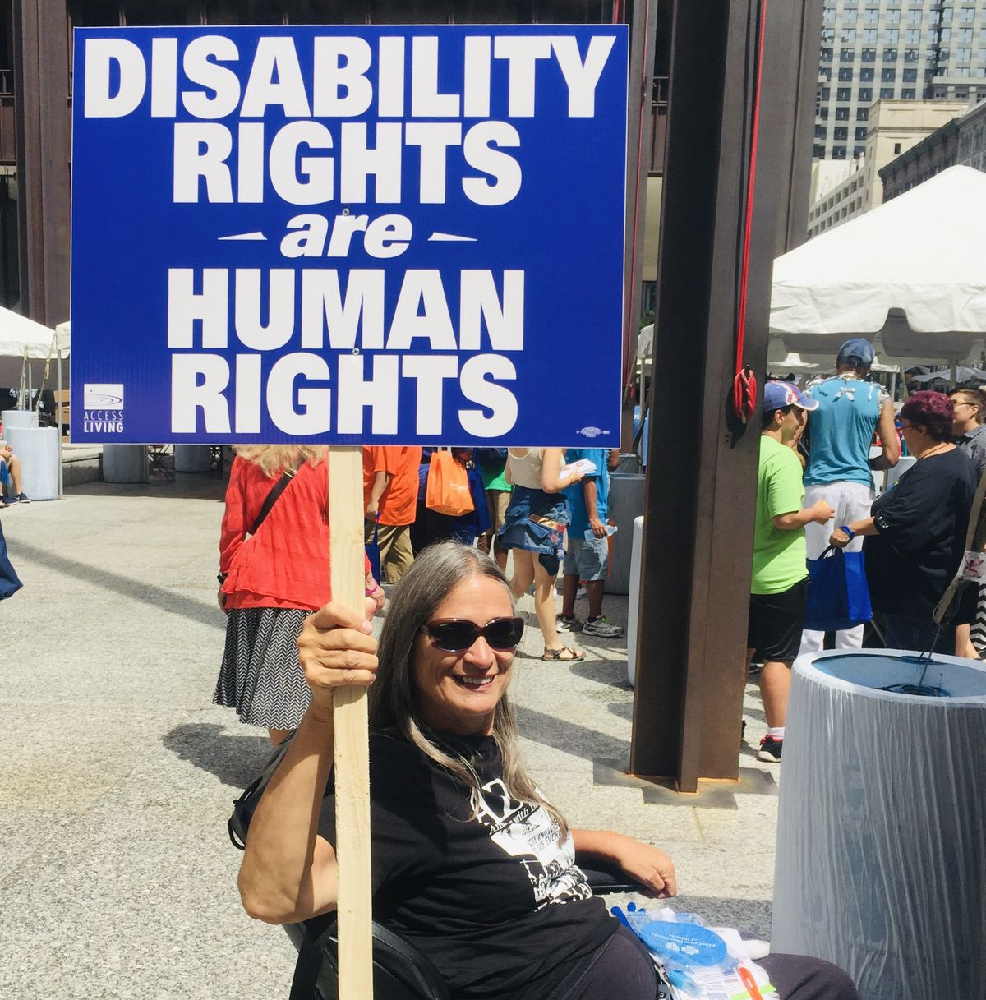 DISABILITY
RIGHTS
are
HUMAN
RIGHTS
ACCESS
LIVING